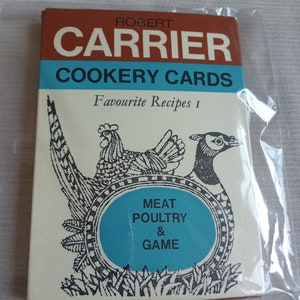 ROBERT
CARRIER
COOKERY CARDS
Favourite Recipes 1
MEAT
POULTRY
&
GAME